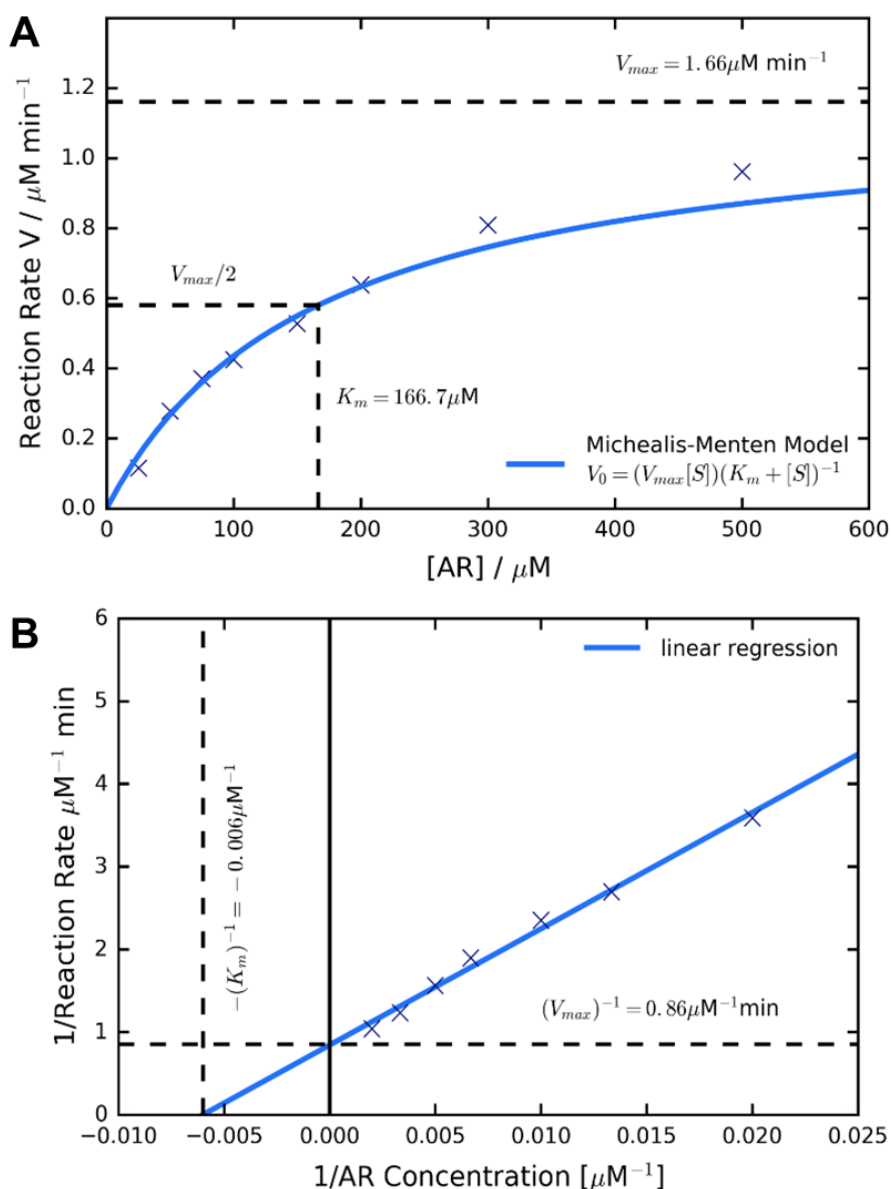 A
Reaction Rate V / μM min⁻¹
1.2
1.0
0.8
0.6
0.4
0.2
0.0
V_max = 1.66μM min⁻¹
V_max/2
K_m = 166.7μM
Michealis-Menten Model
V_0 = (V_max[S])(K_m + [S])⁻¹
0 100 200 300 400 500 600
[AR] / μM
B
1/Reaction Rate μM⁻¹ min
6
5
4
3
2
1
0
linear regression
−(K_m)⁻¹ = − 0.006μM⁻¹
(V_max)⁻¹ = 0.86μM⁻¹min
−0.010 −0.005 0.000 0.005 0.010 0.015 0.020 0.025
1/AR Concentration [μM⁻¹]